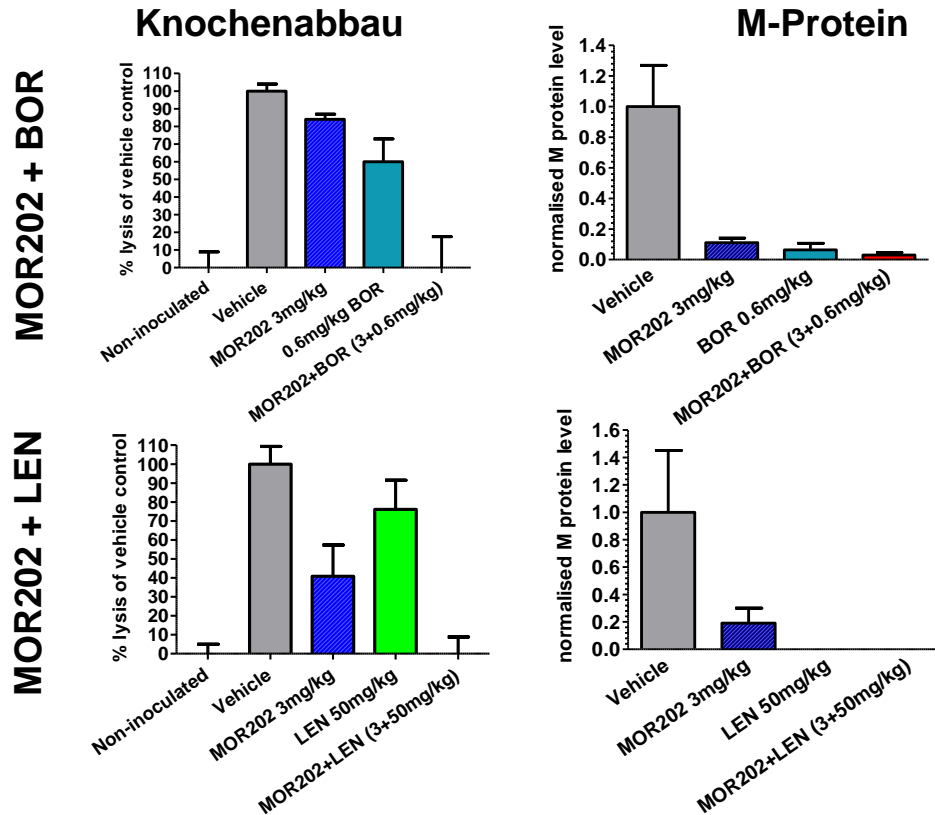 Knochenabbau
M-Protein
MOR202 + BOR
% lysis of vehicle control
110
100
90
80
70
60
50
40
30
20
10
0
Non-inoculated
Vehicle
MOR202 3mg/kg
0.6mg/kg BOR
MOR202+BOR (3+0.6mg/kg)
normalised M protein level
1.4
1.2
1.0
0.8
0.6
0.4
0.2
0.0
Vehicle
MOR202 3mg/kg
BOR 0.6mg/kg
MOR202+BOR (3+0.6mg/kg)
MOR202 + LEN
% lysis of vehicle control
110
100
90
80
70
60
50
40
30
20
10
0
Non-inoculated
Vehicle
MOR202 3mg/kg
LEN 50mg/kg
MOR202+LEN (3+50mg/kg)
normalised M protein level
1.6
1.4
1.2
1.0
0.8
0.6
0.4
0.2
0.0
Vehicle
MOR202 3mg/kg
LEN 50mg/kg
MOR202+LEN (3+50mg/kg)